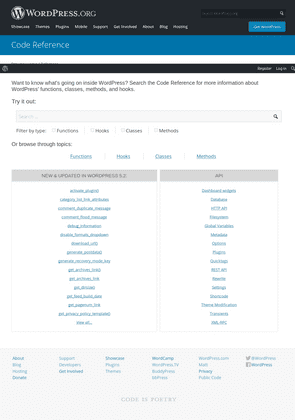 WORDPRESS.ORG
Showcase Themes Plugins Mobile Support Get Involved About Blog Hosting
Get WordPress
Code Reference
Register Log In
Want to know what's going on inside WordPress? Search the Code Reference for more information about
WordPress' functions, classes, methods, and hooks.
Try it out:
Search ...
Filter by type: Functions Hooks Classes Methods
Or browse through topics:
Functions Hooks Classes Methods
NEW & UPDATED IN WORDPRESS 5.2:
activate_plugin()
category_list_link_attributes
comment_duplicate_message
comment_flood_message
debug_information
disable_formats_dropdown
download_url()
generate_postdata()
generate_recovery_mode_key
get_archives_link()
get_archives_link
get_dirsize()
get_feed_build_date
get_pagenum_link
get_privacy_policy_template()
View all...
API
Dashboard widgets
Database
HTTP API
Filesystem
Global Variables
Metadata
Options
Plugins
Quicktags
REST API
Rewrite
Settings
Shortcode
Theme Modification
Transients
XML-RPC
About
Blog
Hosting
Donate
Support
Developers
Get Involved
Showcase
Plugins
Themes
WordCamp
WordPress.TV
BuddyPress
bbPress
WordPress.com
Matt
Privacy
Public Code
@WordPress
WordPress
CODE IS POETRY